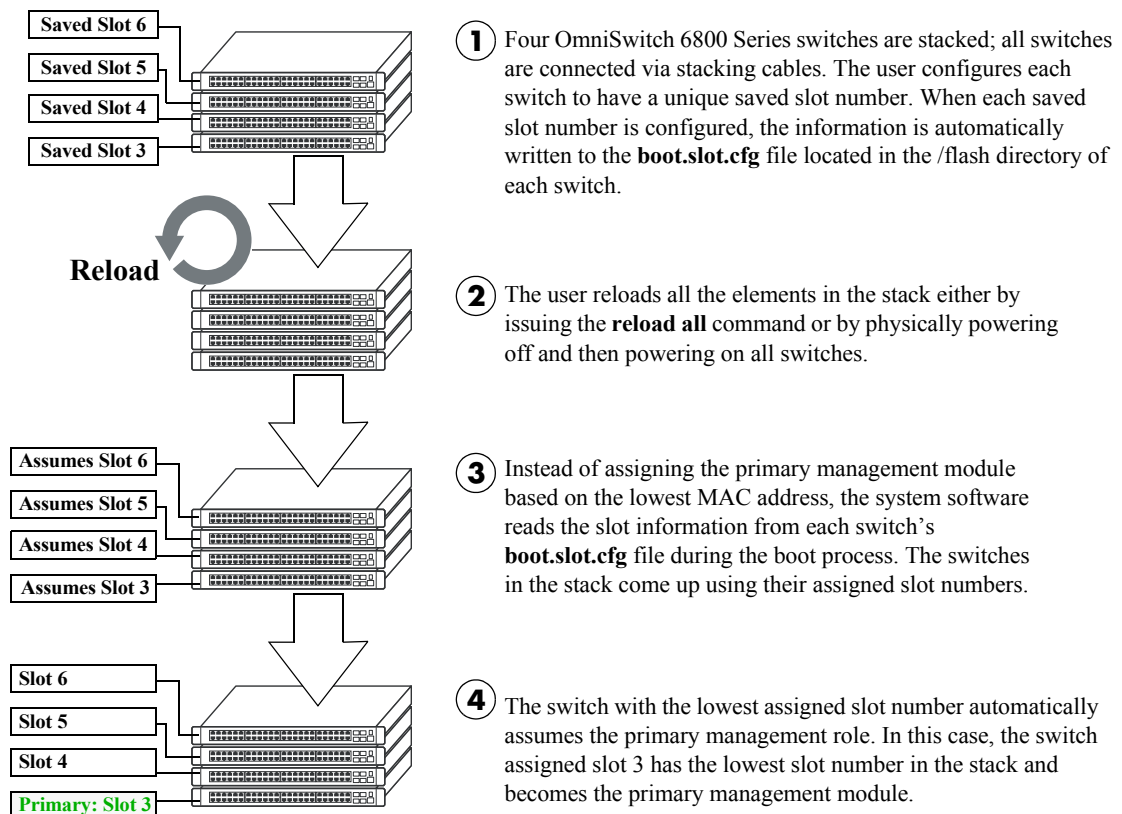 Saved Slot 6
Saved Slot 5
Saved Slot 4
Saved Slot 3
1
Four OmniSwitch 6800 Series switches are stacked; all switches
are connected via stacking cables. The user configures each
switch to have a unique saved slot number. When each saved
slot number is configured, the information is automatically
written to the boot.slot.cfg file located in the /flash directory of
each switch.
Reload
2
The user reloads all the elements in the stack either by
issuing the reload all command or by physically powering
off and then powering on all switches.
Assumes Slot 6
Assumes Slot 5
Assumes Slot 4
Assumes Slot 3
3
Instead of assigning the primary management module
based on the lowest MAC address, the system software
reads the slot information from each switch’s
boot.slot.cfg file during the boot process. The switches
in the stack come up using their assigned slot numbers.
Slot 6
Slot 5
Slot 4
Primary: Slot 3
4
The switch with the lowest assigned slot number automatically
assumes the primary management role. In this case, the switch
assigned slot 3 has the lowest slot number in the stack and
becomes the primary management module.